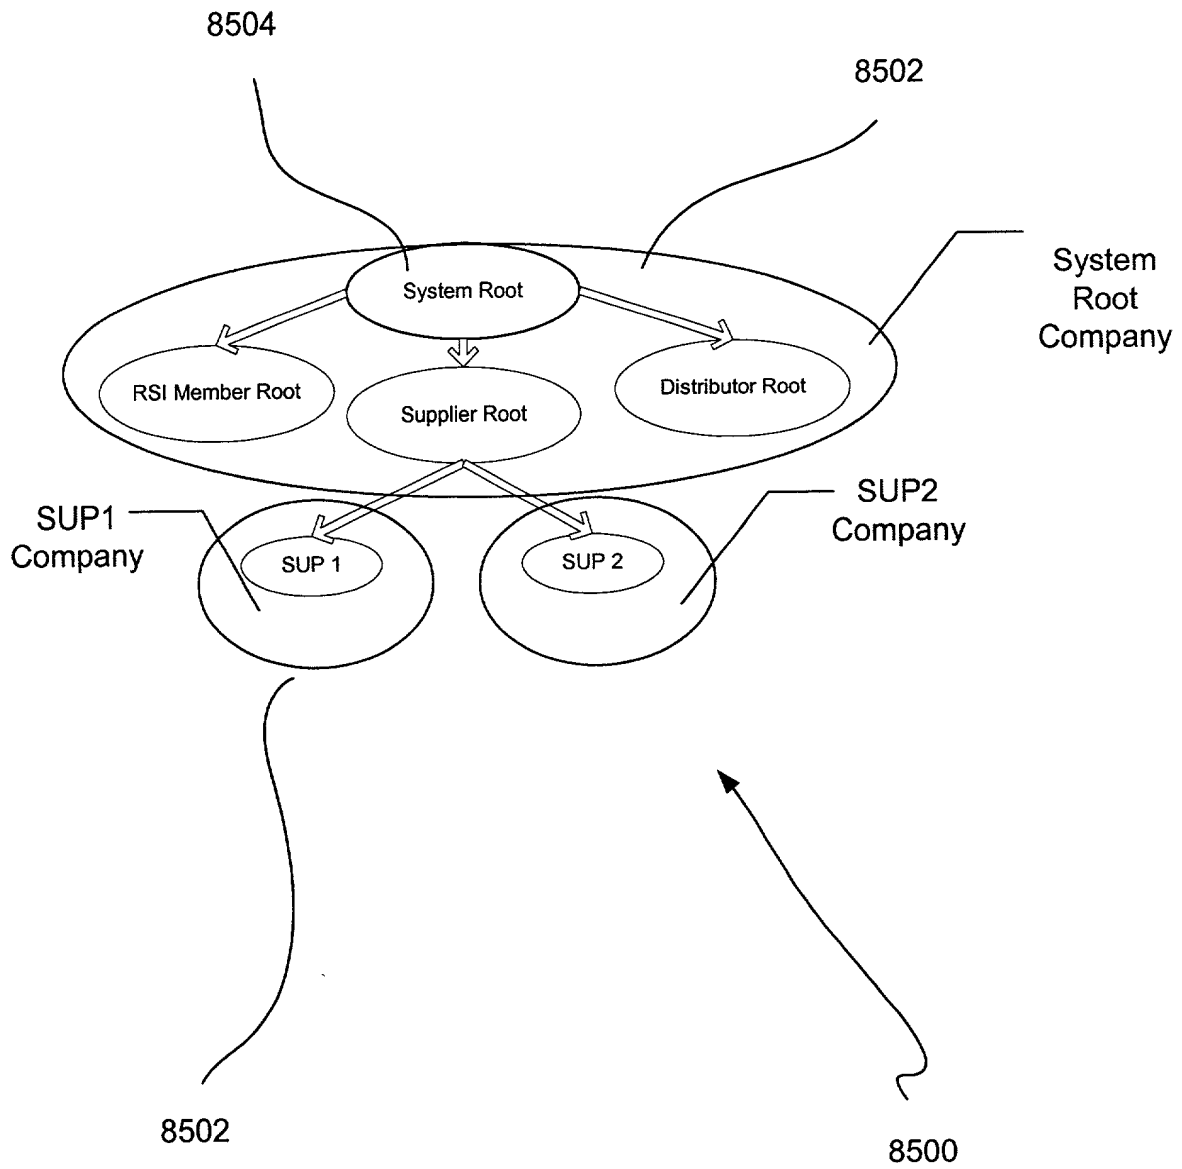 8504
8502
System Root
System
Root
Company
RSI Member Root
Supplier Root
Distributor Root
SUP1
Company
SUP2
Company
SUP 1
SUP 2
8502
8500